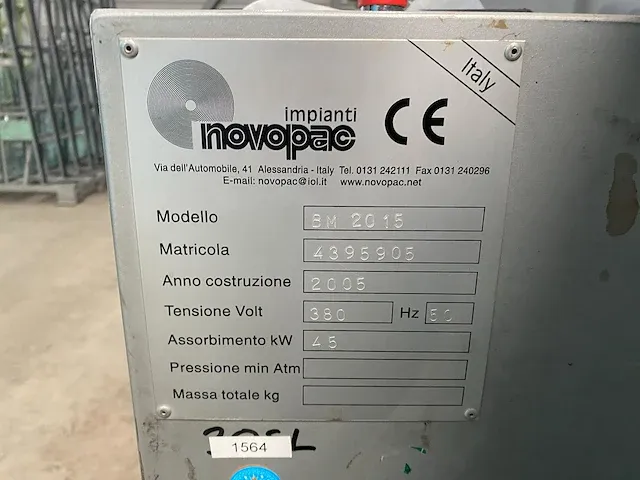 Italy
impianti
novopac
CE
Via dell'Automobile, 41 Alessandria - Italy Tel. 0131 242111 Fax 0131 240296
E-mail: novopac@iol.it www.novopac.net
Modello BM 2015
Matricola 4395905
Anno costruzione 2005
Tensione Volt 380 Hz 50
Assorbimento kW 45
Pressione min Atm
Massa totale kg
1564